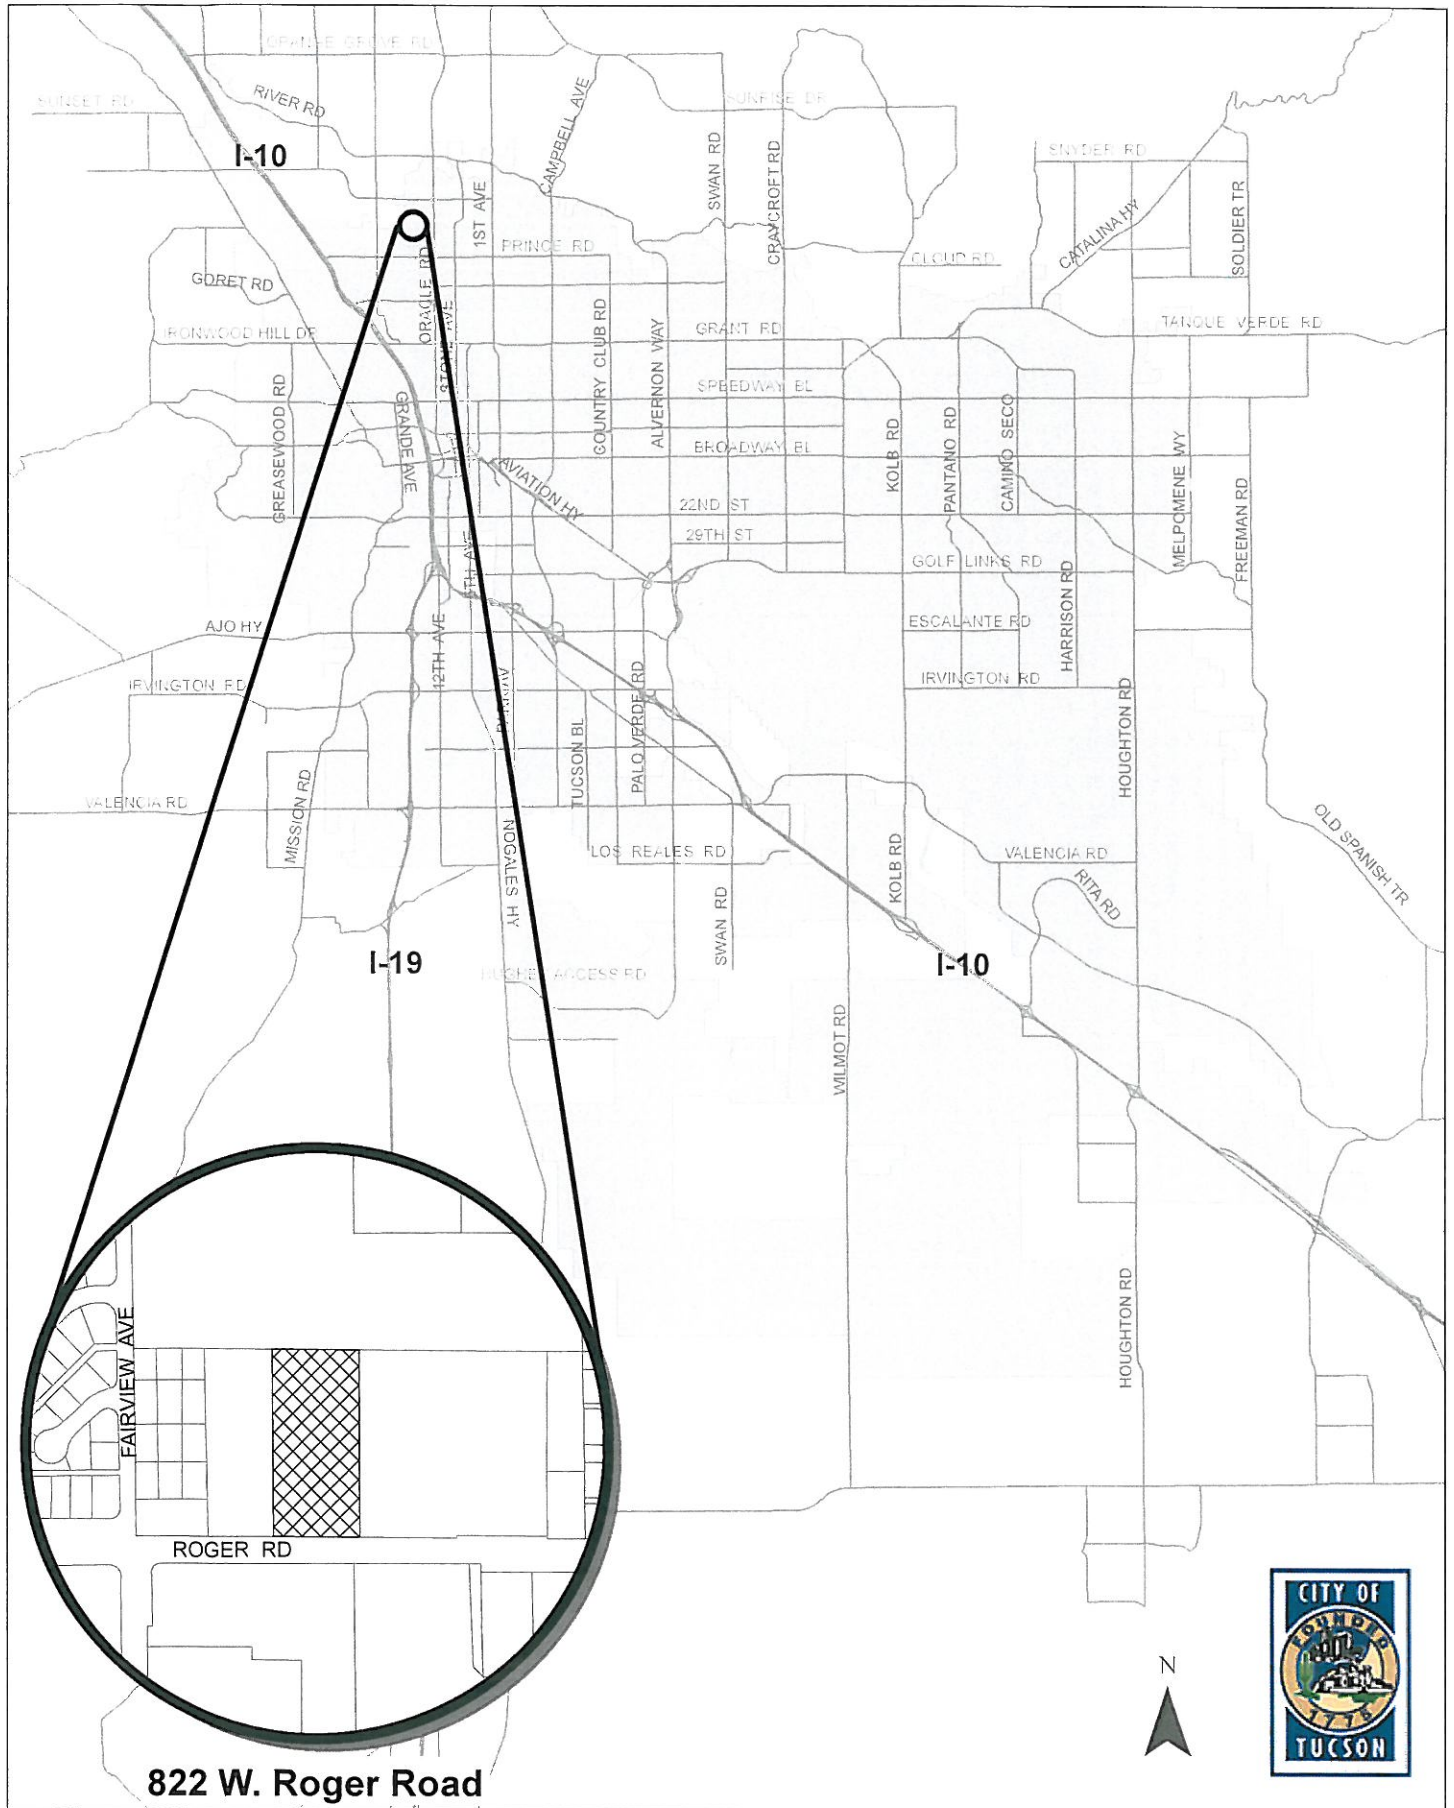 ORANGE GROVE RD
SUNSET RD
RIVER RD
CAMPBELL AVE
SUNRISE DR
I-10
SWAN RD
CRAYCROFT RD
SNYDER RD
1ST AVE
CATALINA HY
SOLDIER TR
PRINCE RD
CLOUD RD
GORET RD
ORACLE RD
STONE AVE
COUNTRY CLUB RD
ALVERNON WAY
IRONWOOD HILL DR
GRANT RD
TANQUE VERDE RD
GREASEWOOD RD
GRANDE AVE
SPEEDWAY BL
BROADWAY BL
KOLB RD
PANTANO RD
CAMINO SECO
MELPOMENE WY
FREEMAN RD
AVIATION HY
22ND ST
29TH ST
6TH AVE
GOLF LINKS RD
HARRISON RD
AJO HY
12TH AVE
ESCALANTE RD
IRVINGTON RD
IRVINGTON RD
PALO VERDE RD
TUCSON BL
HOUGHTON RD
VALENCIA RD
MISSION RD
NOGALES HY
LOS REALES RD
KOLB RD
VALENCIA RD
RITA RD
OLD SPANISH TR
SWAN RD
I-19
HUGHES ACCESS RD
I-10
WILMOT RD
HOUGHTON RD
FAIRVIEW AVE
ROGER RD
N
CITY OF
FOUNDED
1775
TUCSON
822 W. Roger Road